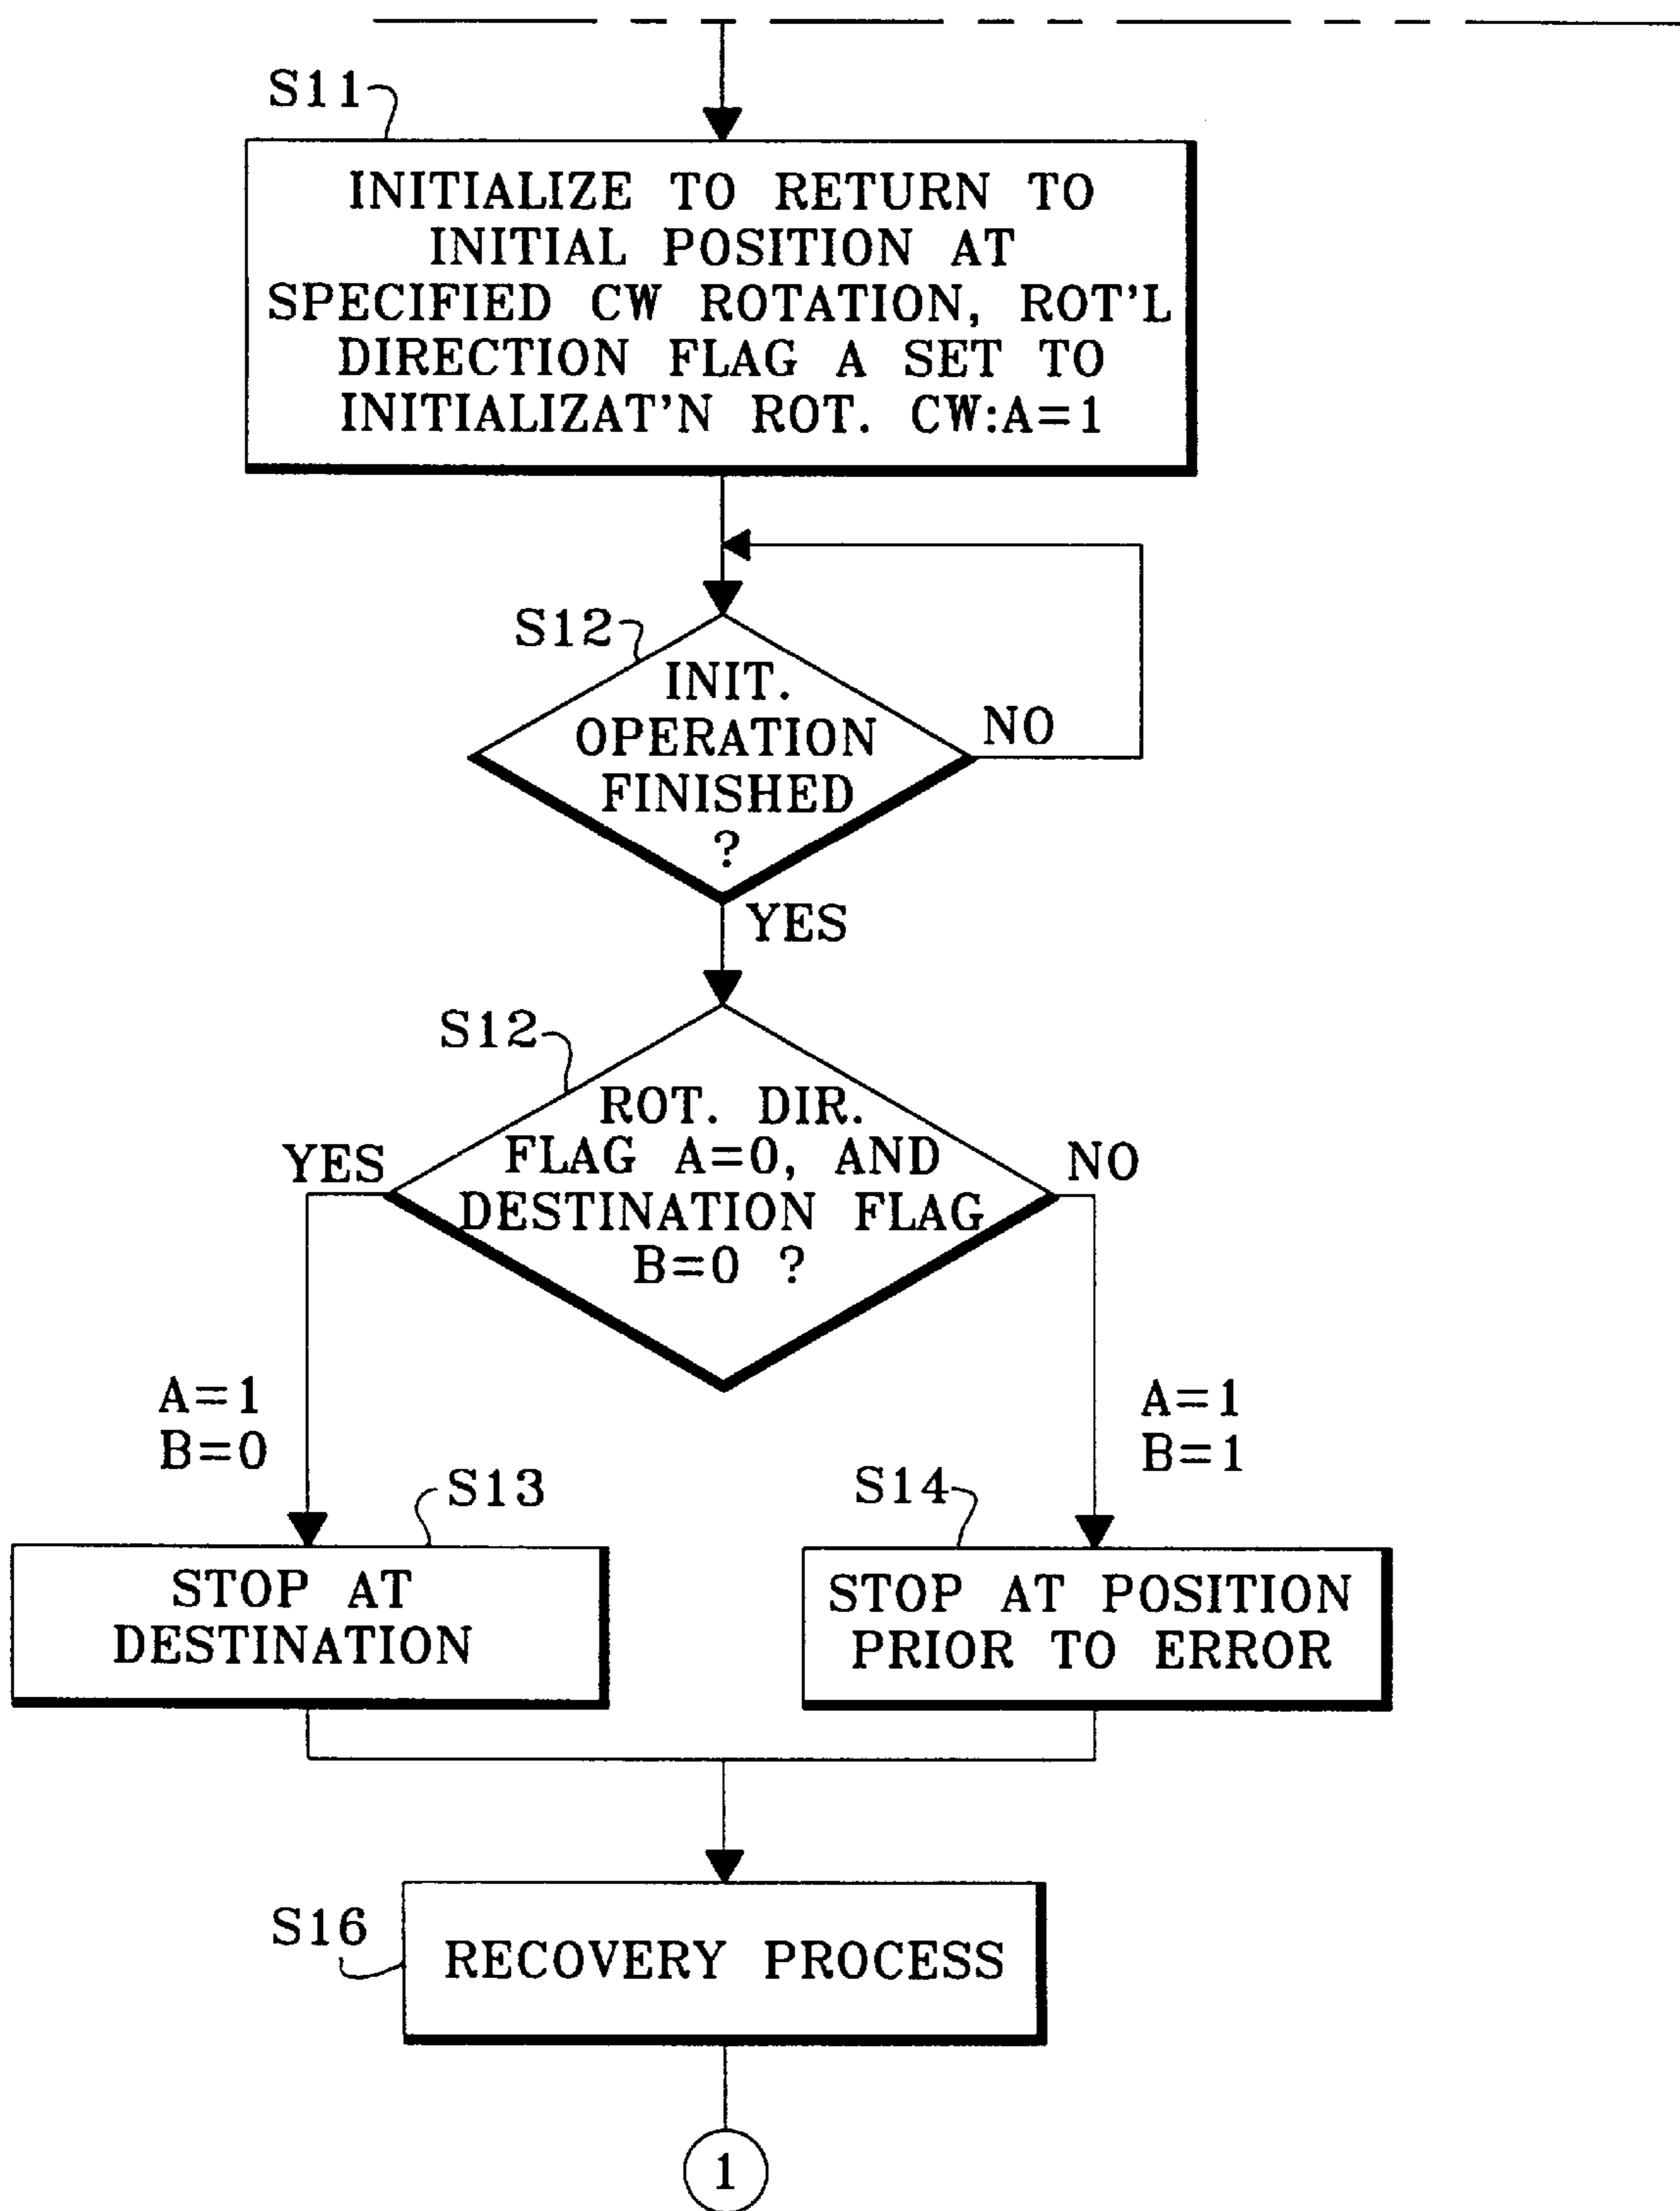 S11
INITIALIZE TO RETURN TO
INITIAL POSITION AT
SPECIFIED CW ROTATION, ROT'L
DIRECTION FLAG A SET TO
INITIALIZAT'N ROT. CW:A=1
S12
INIT.
OPERATION
FINISHED
?
NO
YES
S12
ROT. DIR.
FLAG A=0, AND
DESTINATION FLAG
B=0 ?
YES
NO
A=1
B=0
A=1
B=1
S13
S14
STOP AT
DESTINATION
STOP AT POSITION
PRIOR TO ERROR
S16
RECOVERY PROCESS
1